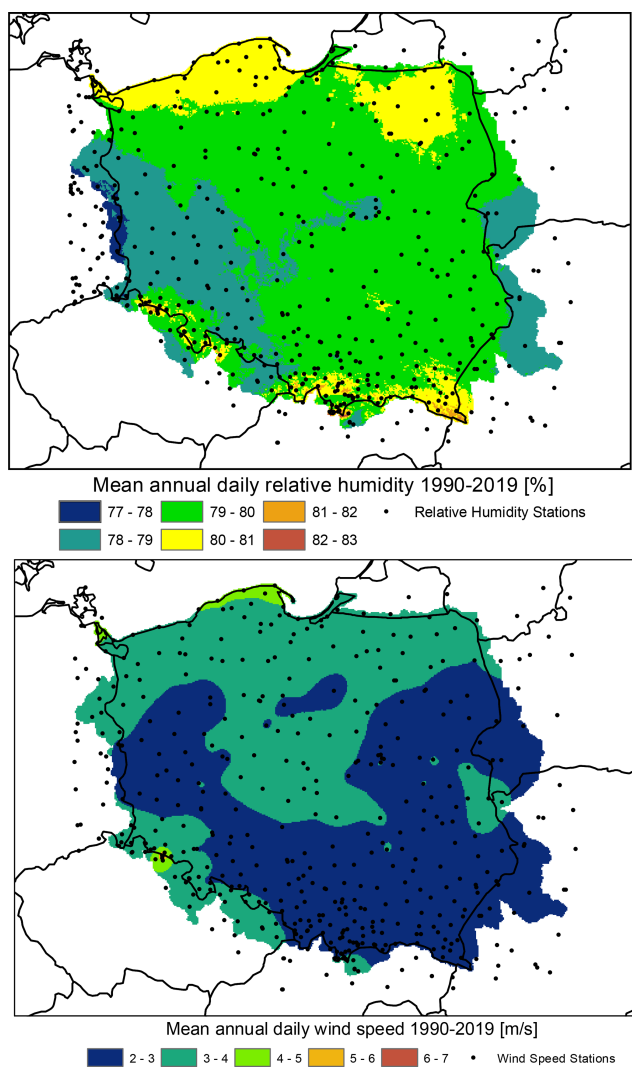 Mean annual daily relative humidity 1990-2019 [%]
77 - 78 79 - 80 81 - 82 Relative Humidity Stations
78 - 79 80 - 81 82 - 83
Mean annual daily wind speed 1990-2019 [m/s]
2 - 3 3 - 4 4 - 5 5 - 6 6 - 7 Wind Speed Stations